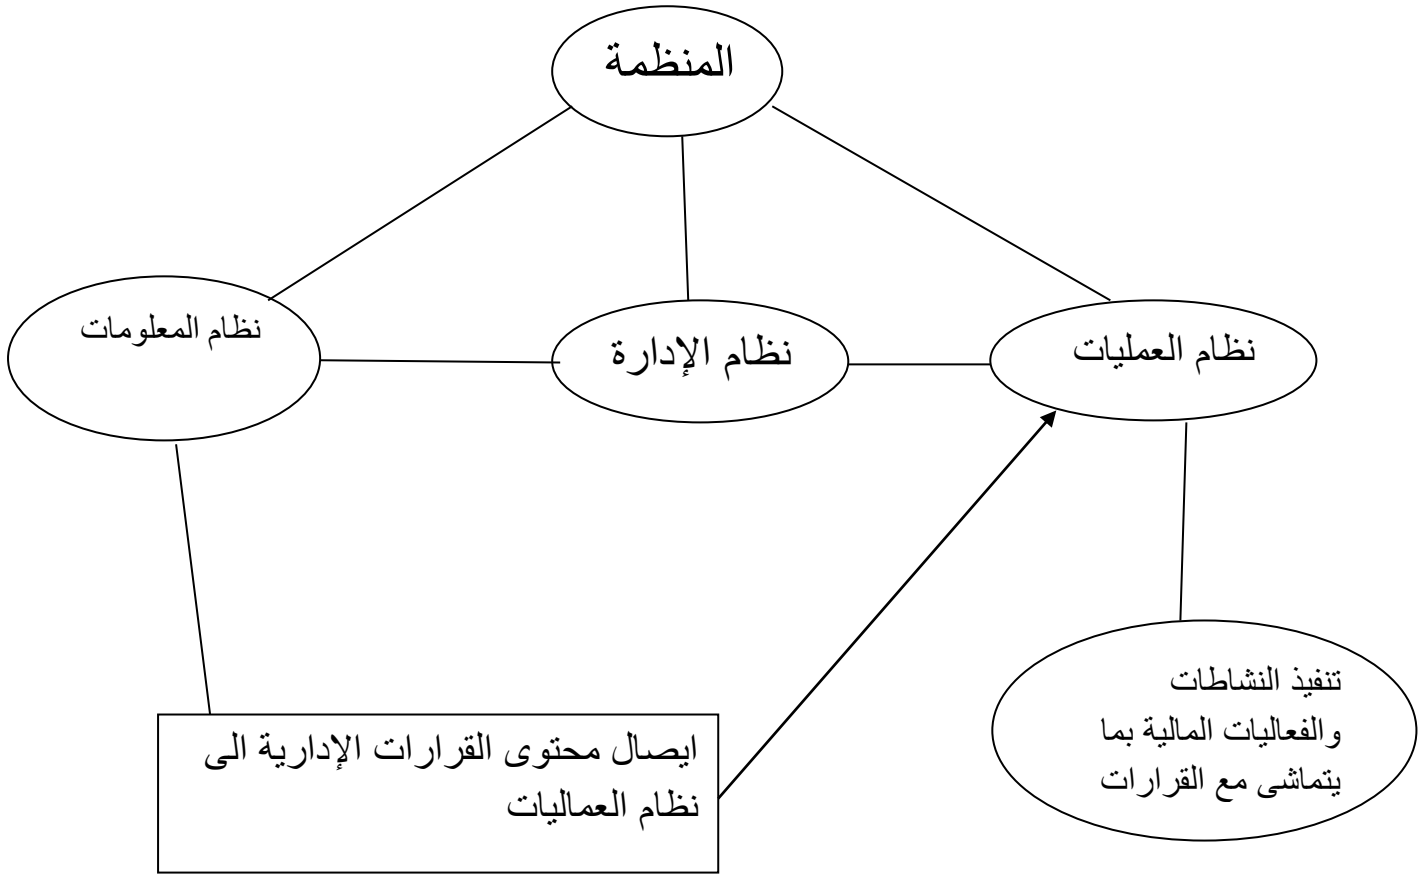 المنظمة
نظام العمليات
نظام الإدارة
نظام المعلومات
تنفيذ النشاطات
والفعاليات المالية بما
يتماشى مع القرارات
ايصال محتوى القرارات الإدارية الى
نظام العماليات